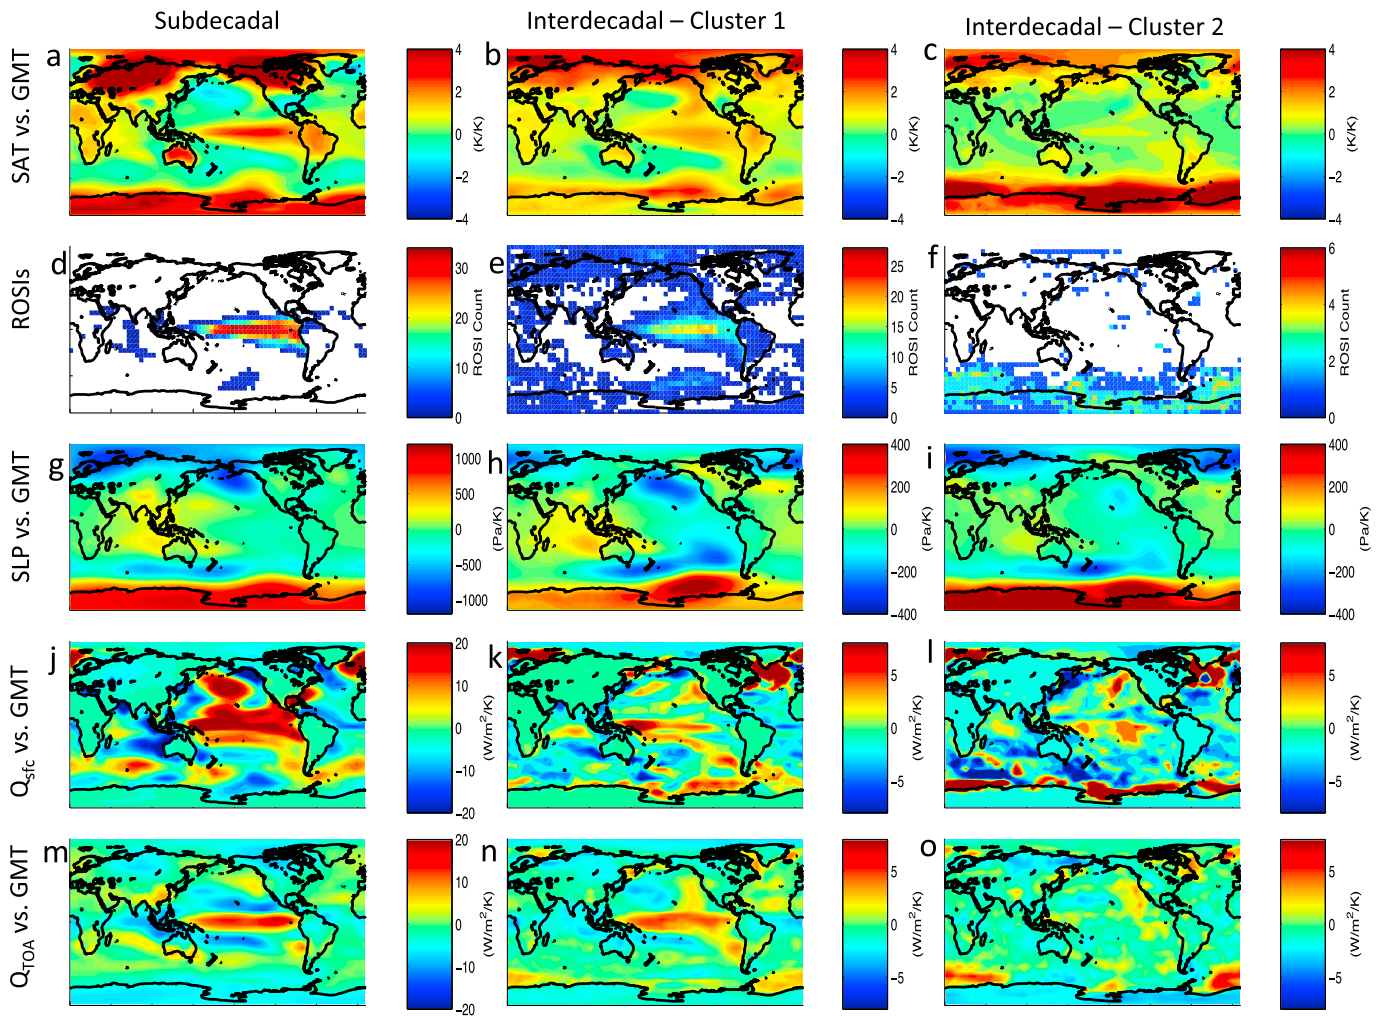 Subdecadal
Interdecadal – Cluster 1
Interdecadal – Cluster 2
SAT vs. GMT
a
4
2
0
−2
−4
(K/K)
b
4
2
0
−2
−4
(K/K)
c
4
2
0
−2
−4
(K/K)
ROSIs
d
30
20
10
0
ROSI Count
e
25
20
15
10
5
0
ROSI Count
f
6
4
2
0
ROSI Count
SLP vs. GMT
g
1000
500
0
−500
−1000
(Pa/K)
h
400
200
0
−200
−400
(Pa/K)
i
400
200
0
−200
−400
(Pa/K)
Qsfc vs. GMT
j
20
10
0
−10
−20
(W/m²/K)
k
5
0
−5
(W/m²/K)
l
5
0
−5
(W/m²/K)
QTOA vs. GMT
m
20
10
0
−10
−20
(W/m²/K)
n
5
0
−5
(W/m²/K)
o
5
0
−5
(W/m²/K)